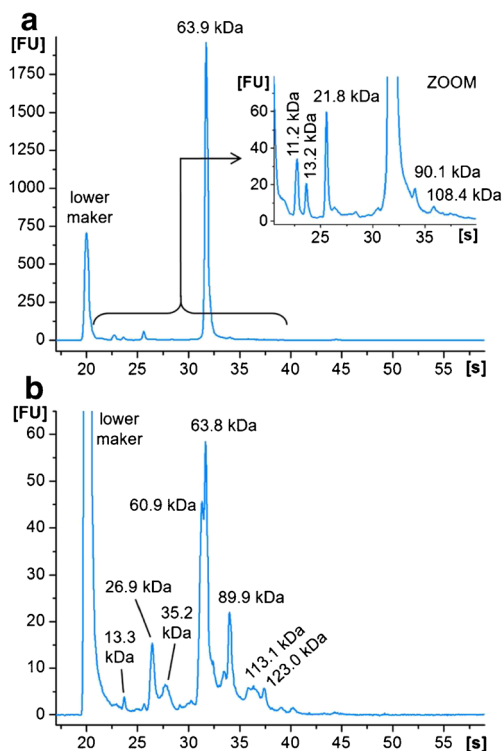 a
[FU]
63.9 kDa
1750
1500
1250
1000
750
500
250
0
lower
maker
20
25
30
35
40
45
50
55
[s]
[FU]
ZOOM
60
40
20
0
11.2 kDa
13.2 kDa
21.8 kDa
90.1 kDa
108.4 kDa
25
30
35
[s]
b
[FU]
lower
maker
60
50
40
30
20
10
0
63.8 kDa
60.9 kDa
26.9 kDa
35.2
kDa
13.3
kDa
89.9 kDa
113.1 kDa
123.0 kDa
20
25
30
35
40
45
50
55
[s]